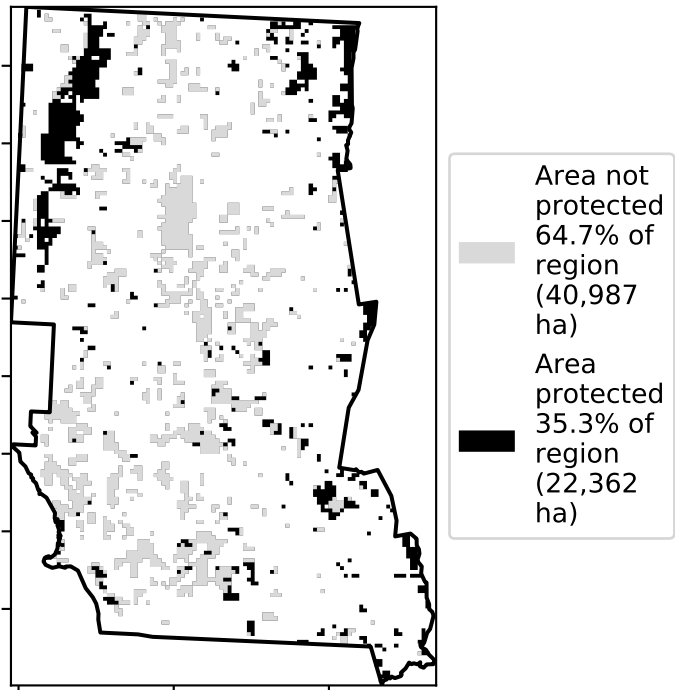 Area not
protected
64.7% of
region
(40,987
ha)
Area
protected
35.3% of
region
(22,362
ha)